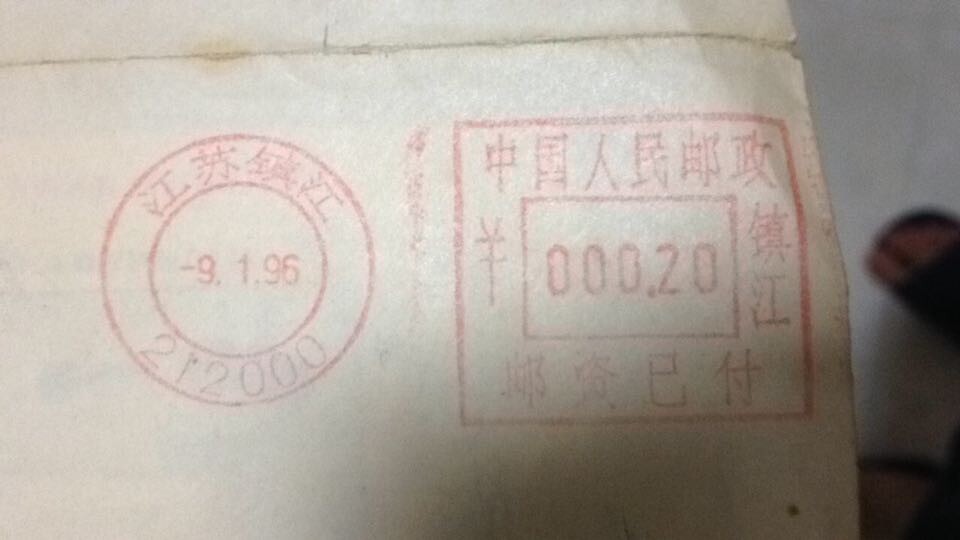 江苏镇江
-9.1.96
212000
中国人民邮政
¥
000.20
镇江
邮资已付